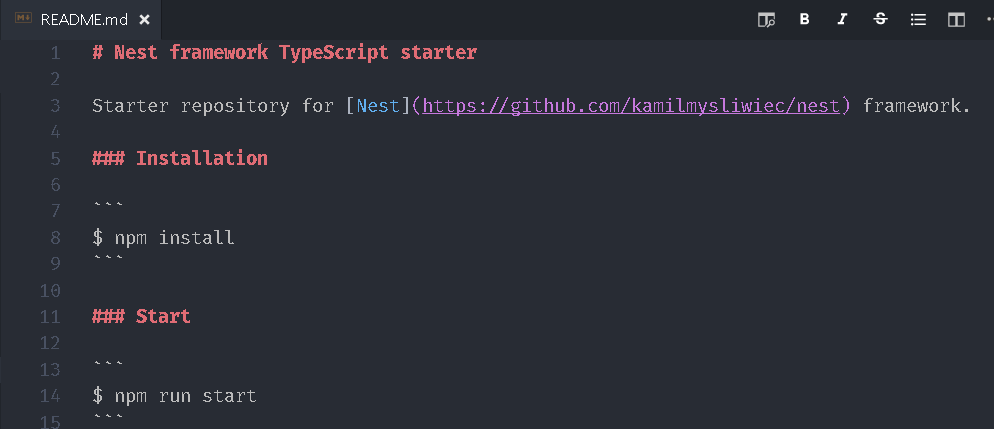 README.md
1 # Nest framework TypeScript starter
2
3 Starter repository for [Nest](https://github.com/kamilmysliwiec/nest) framework.
4
5 ### Installation
6
7 ```
8 $ npm install
9 ```
10
11 ### Start
12
13 ```
14 $ npm run start
15 ```